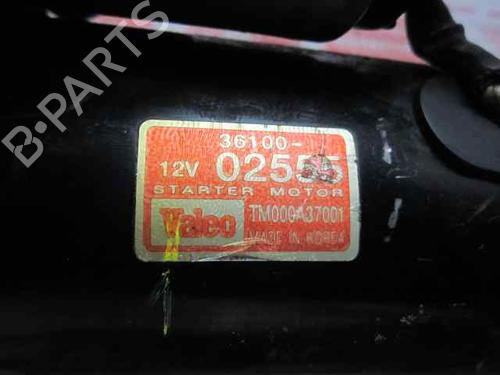 B-PARTS
36100-
12V 02555
STARTER MOTOR
Valeo TM000A37001
MADE IN KOREA